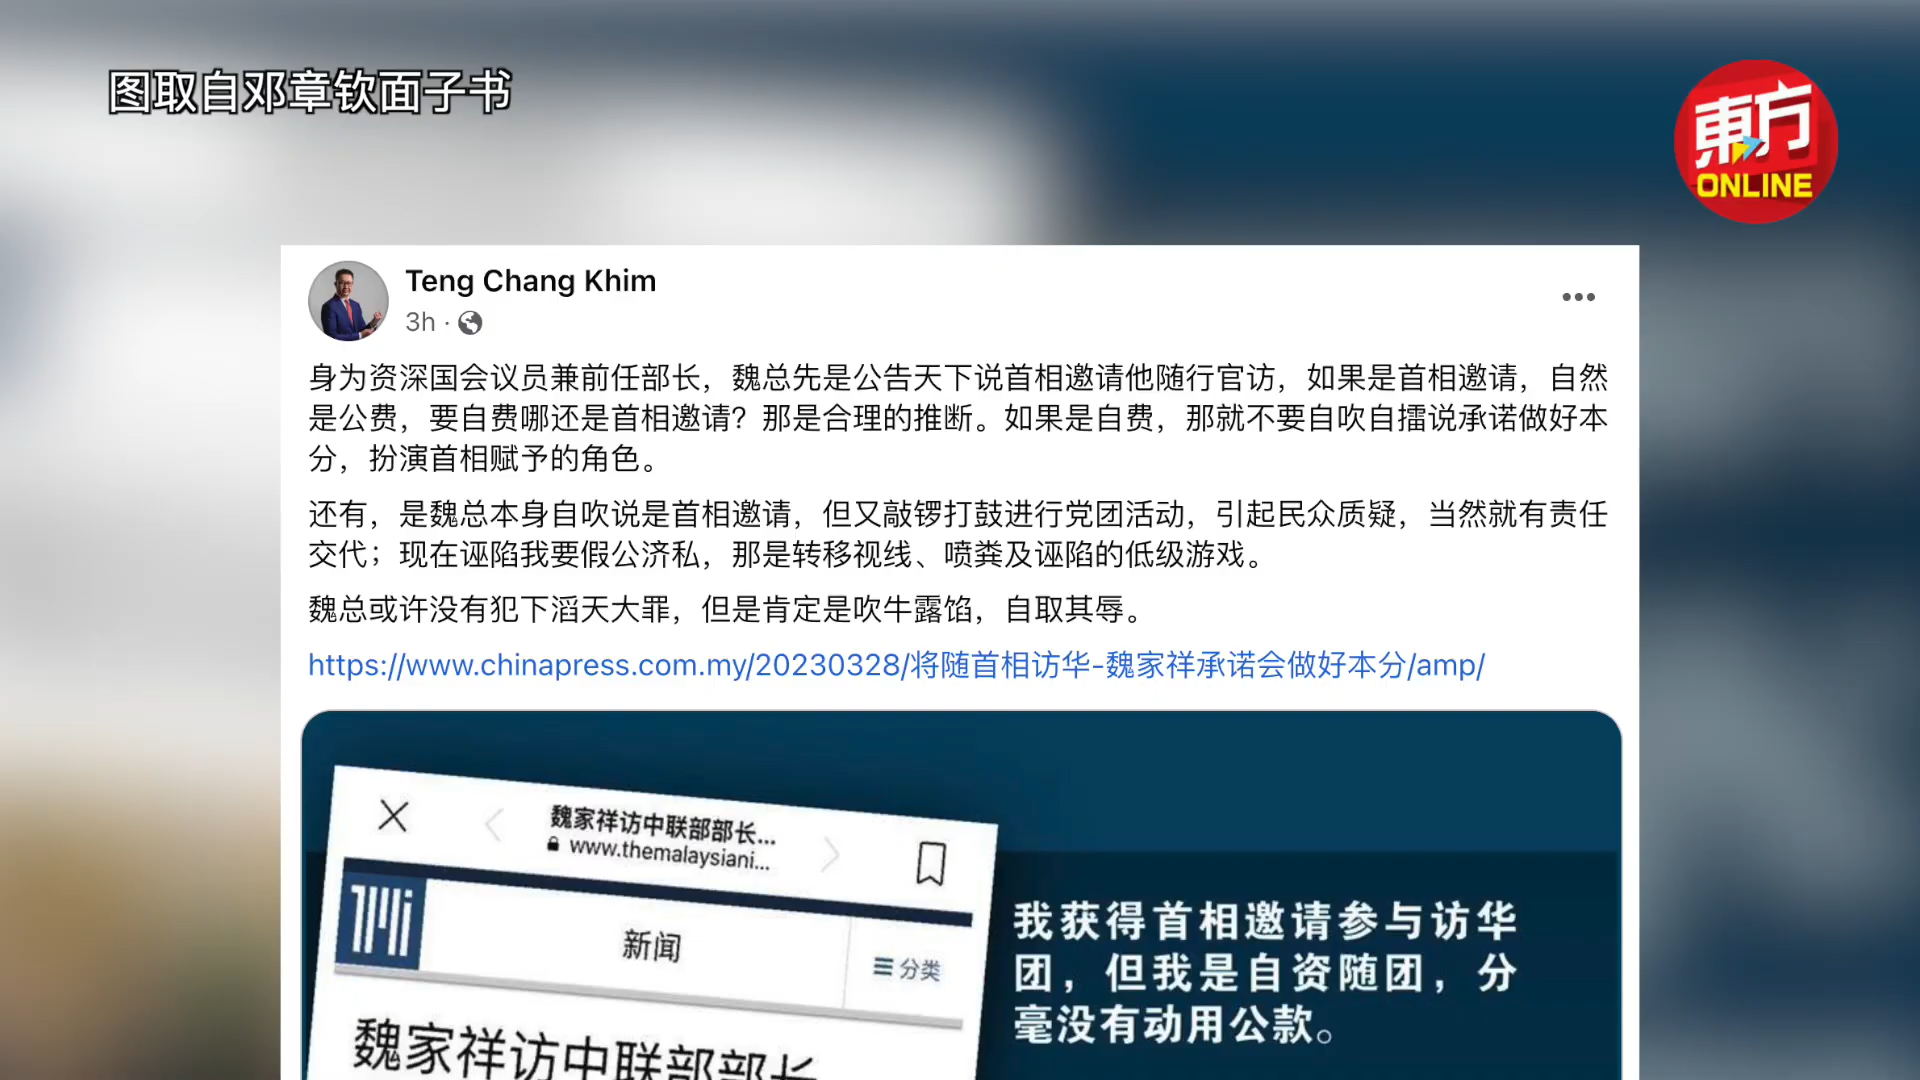 图取自邓章钦面子书
東方
ONLINE
Teng Chang Khim
3h ·
身为资深国会议员兼前任部长，魏总先是公告天下说首相邀请他随行官访，如果是首相邀请，自然
是公费，要自费哪还是首相邀请？那是合理的推断。如果是自费，那就不要自吹自擂说承诺做好本
分，扮演首相赋予的角色。
还有，是魏总本身自吹说是首相邀请，但又敲锣打鼓进行党团活动，引起民众质疑，当然就有责任
交代；现在诬陷我要假公济私，那是转移视线、喷粪及诬陷的低级游戏。
魏总或许没有犯下滔天大罪，但是肯定是吹牛露馅，自取其辱。
https://www.chinapress.com.my/20230328/将随首相访华-魏家祥承诺会做好本分/amp/
魏家祥访中联部部长...
www.themalaysiani...
TMi
新闻
分类
魏家祥访中联部部长
我获得首相邀请参与访华
团，但我是自资随团，分
毫没有动用公款。